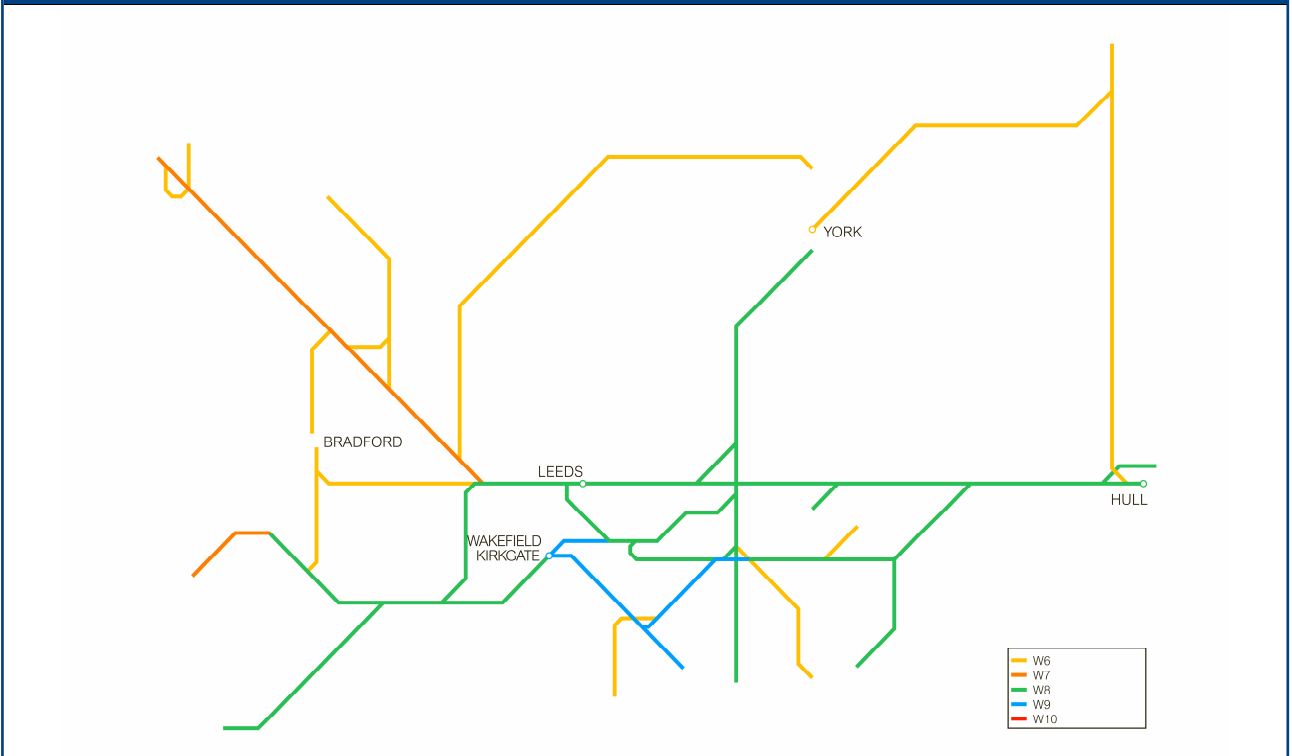 YORK
BRADFORD
LEEDS
HULL
WAKEFIELD
KIRKGATE
W6
W7
W8
W9
W10